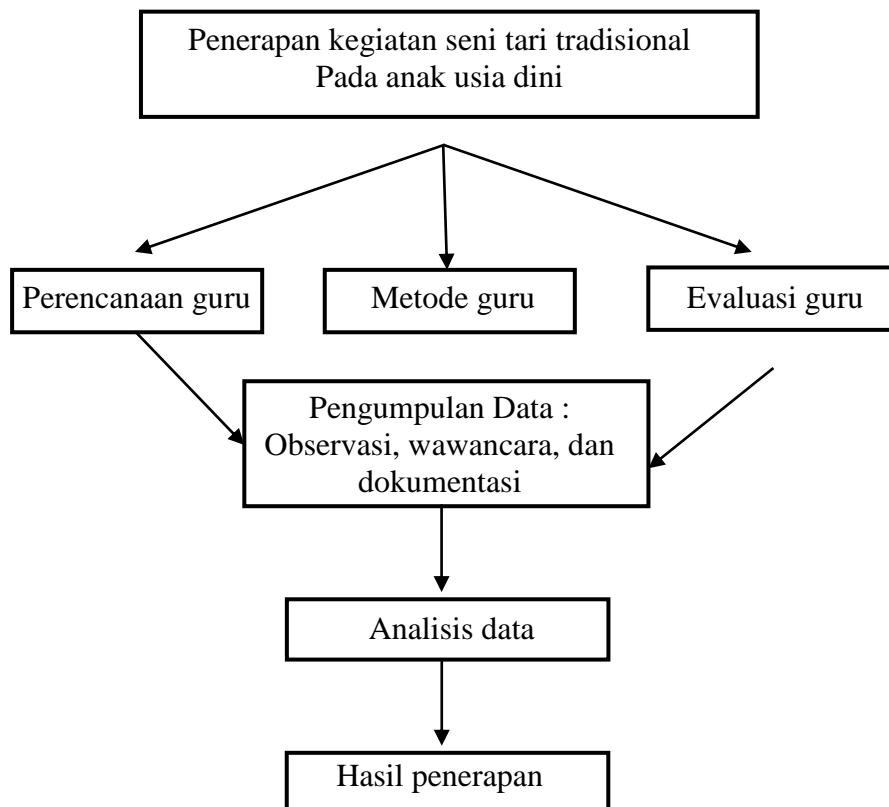 Penerapan kegiatan seni tari tradisional
Pada anak usia dini
Perencanaan guru
Metode guru
Evaluasi guru
Pengumpulan Data :
Observasi, wawancara, dan
dokumentasi
Analisis data
Hasil penerapan